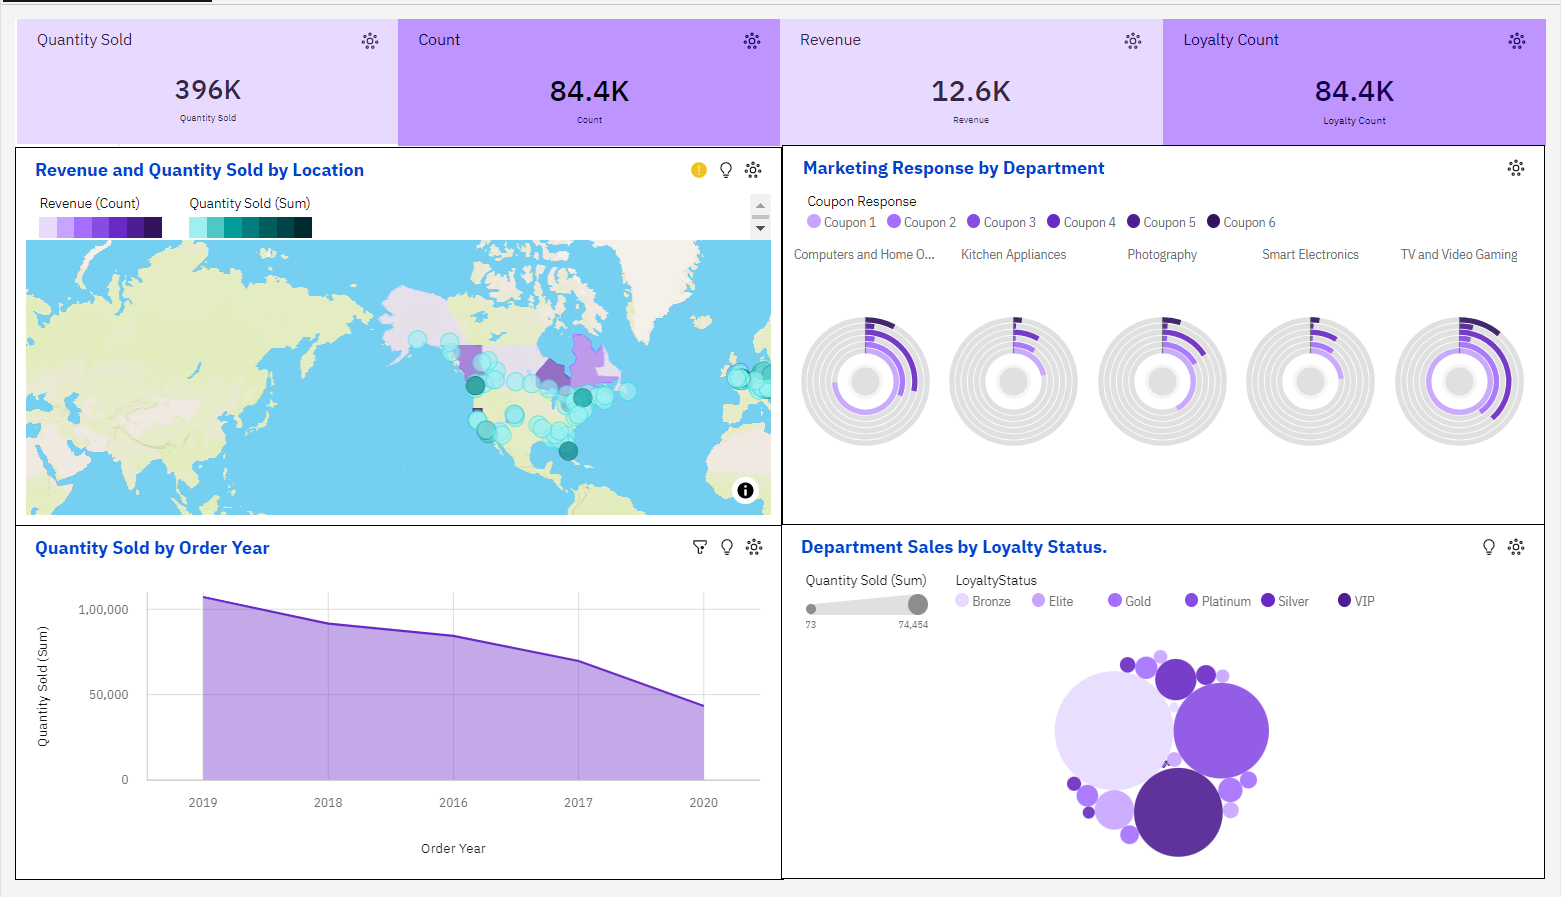 Quantity Sold
396K
Quantity Sold
Count
84.4K
Count
Revenue
12.6K
Revenue
Loyalty Count
84.4K
Loyalty Count
Revenue and Quantity Sold by Location
Revenue (Count)
Quantity Sold (Sum)
Marketing Response by Department
Coupon Response
Coupon 1 Coupon 2 Coupon 3 Coupon 4 Coupon 5 Coupon 6
Computers and Home O... Kitchen Appliances Photography Smart Electronics TV and Video Gaming
Quantity Sold by Order Year
Quantity Sold (Sum)
1,00,000
50,000
0
2019 2018 2016 2017 2020
Order Year
Department Sales by Loyalty Status.
Quantity Sold (Sum)
73 74,454
LoyaltyStatus
Bronze Elite Gold Platinum Silver VIP